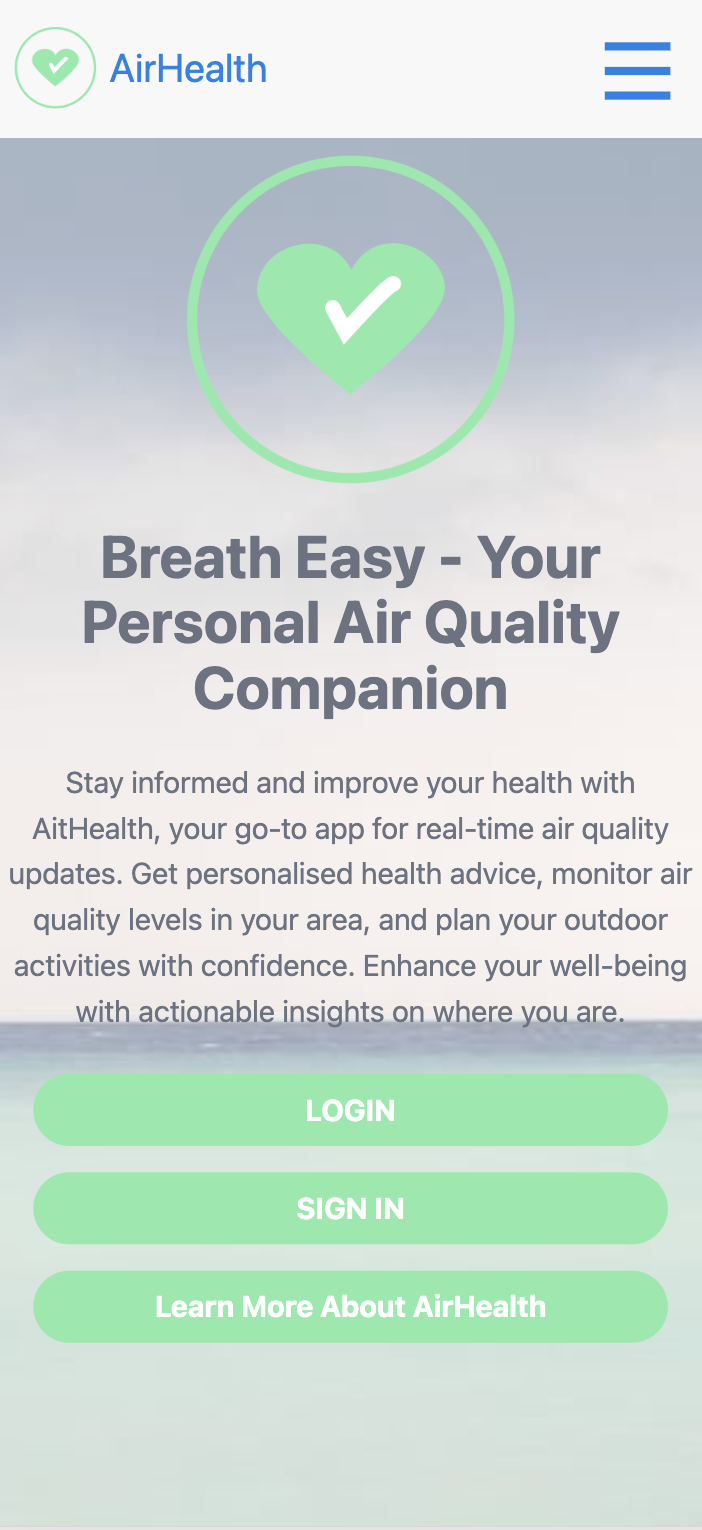 AirHealth
Breath Easy - Your
Personal Air Quality
Companion
Stay informed and improve your health with
AitHealth, your go-to app for real-time air quality
updates. Get personalised health advice, monitor air
quality levels in your area, and plan your outdoor
activities with confidence. Enhance your well-being
with actionable insights on where you are.
LOGIN
SIGN IN
Learn More About AirHealth